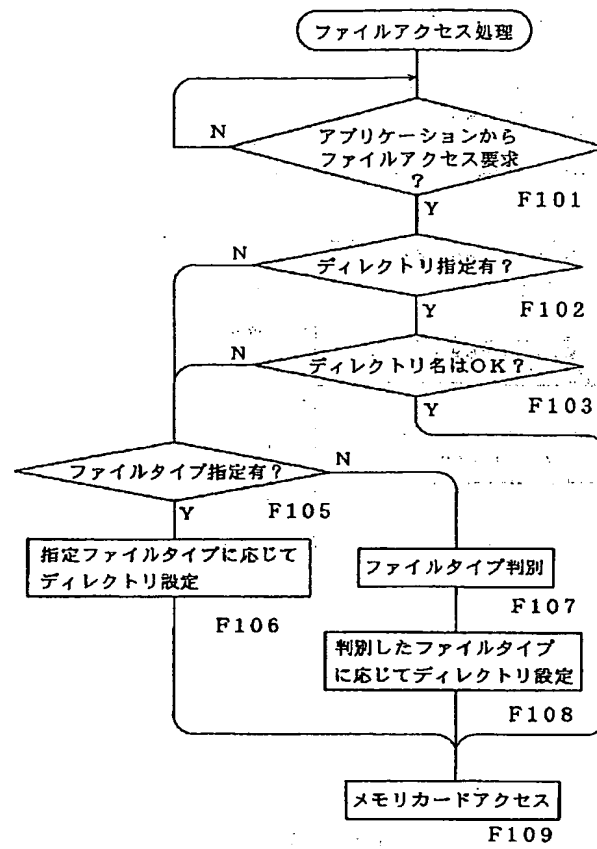 ファイルアクセス処理
N
アプリケーションから
ファイルアクセス要求
?
F101
Y
N
ディレクトリ指定有?
F102
Y
N
ディレクトリ名はOK?
F103
Y
ファイルタイプ指定有?
N
F105
Y
指定ファイルタイプに応じて
ディレクトリ設定
F106
ファイルタイプ判別
F107
判別したファイルタイプ
に応じてディレクトリ設定
F108
メモリカードアクセス
F109